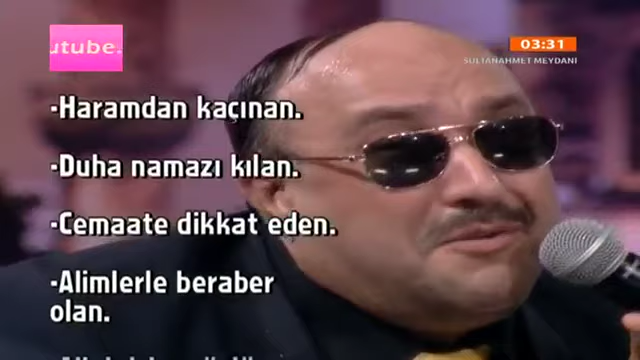 utube.
03:31
SULTANAHMET MEYDANI
-Haramdan kaçınan.
-Duha namazı kılan.
-Cemaate dikkat eden.
-Alimlerle beraber
olan.